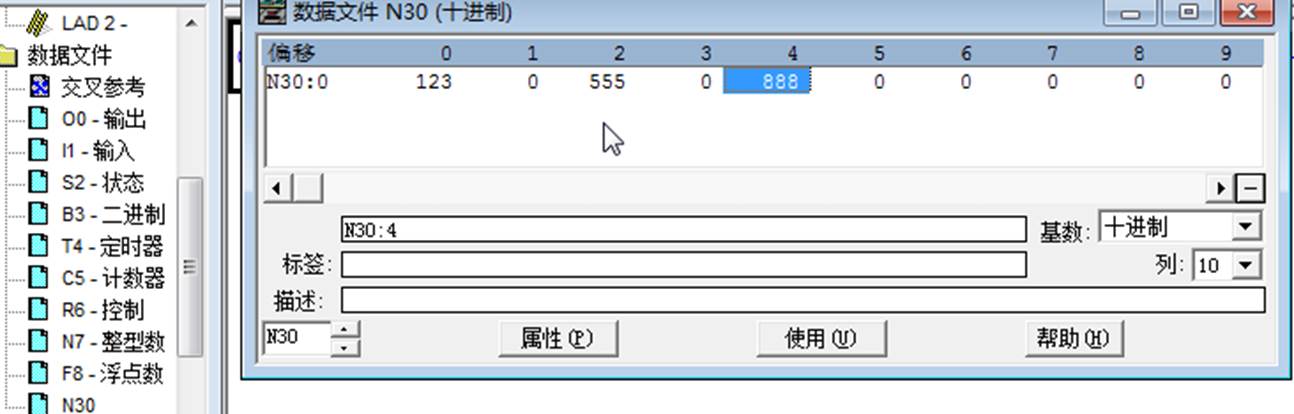 LAD 2 -
数据文件
交叉参考
O0 - 输出
I1 - 输入
S2 - 状态
B3 - 二进制
T4 - 定时器
C5 - 计数器
R6 - 控制
N7 - 整型数
F8 - 浮点数
N30
数据文件 N30 (十进制)
偏移 0 1 2 3 4 5 6 7 8 9
N30:0 123 0 555 0 888 0 0 0 0 0
N30:4 基数: 十进制
标签: 列: 10
描述:
N30 属性(P) 使用(U) 帮助(H)